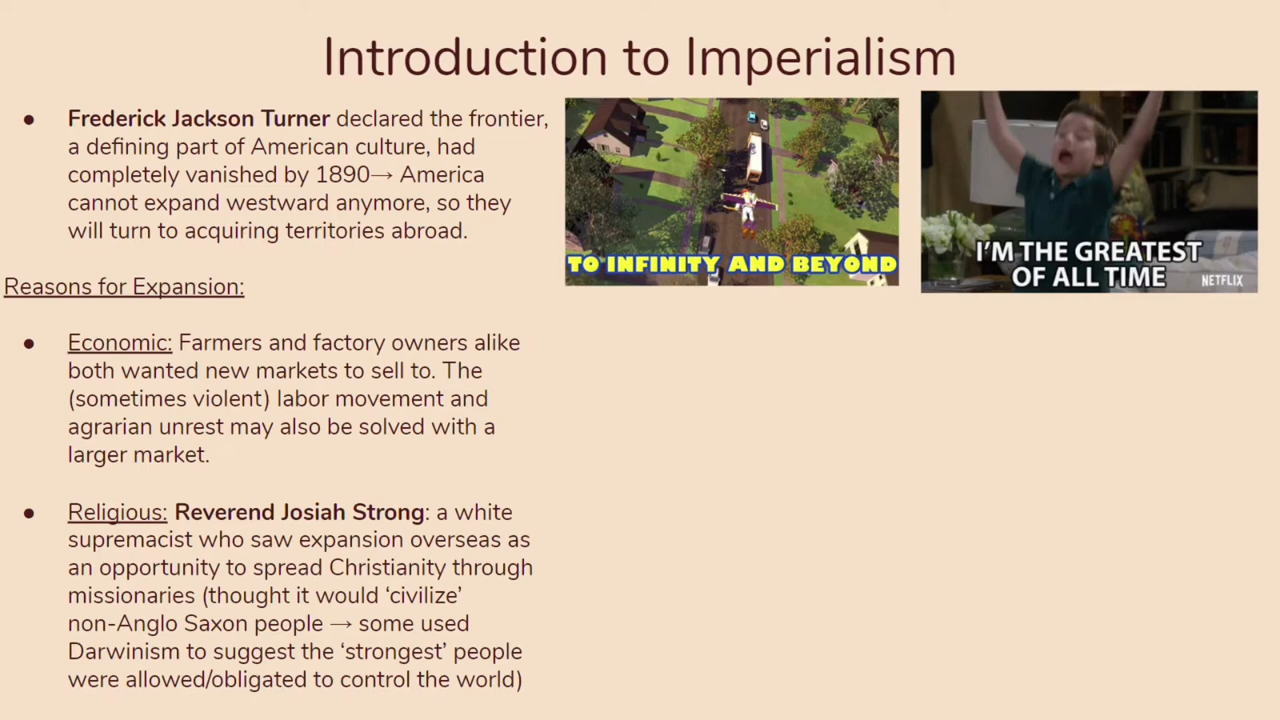 Introduction to Imperialism
● Frederick Jackson Turner declared the frontier,
a defining part of American culture, had
completely vanished by 1890→ America
cannot expand westward anymore, so they
will turn to acquiring territories abroad.
TO INFINITY AND BEYOND
I'M THE GREATEST
OF ALL TIME
NETFLIX
Reasons for Expansion:
● Economic: Farmers and factory owners alike
both wanted new markets to sell to. The
(sometimes violent) labor movement and
agrarian unrest may also be solved with a
larger market.
● Religious: Reverend Josiah Strong: a white
supremacist who saw expansion overseas as
an opportunity to spread Christianity through
missionaries (thought it would ‘civilize’
non-Anglo Saxon people → some used
Darwinism to suggest the ‘strongest’ people
were allowed/obligated to control the world)